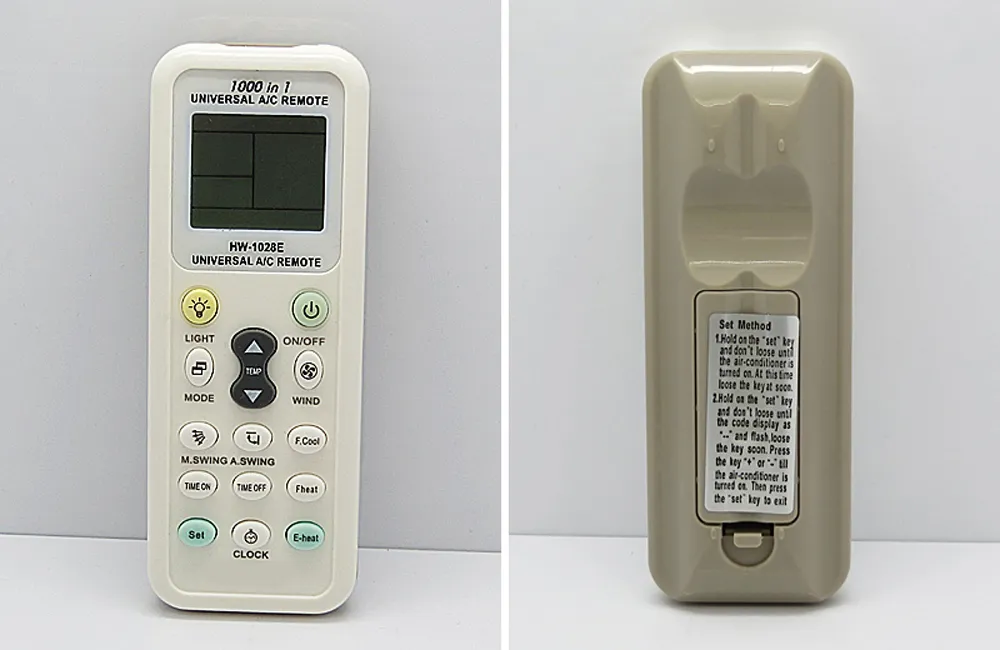 1000 in 1
UNIVERSAL A/C REMOTE
HW-1028E
UNIVERSAL A/C REMOTE
LIGHT
ON/OFF
TEMP
MODE
WIND
F.Cool
M.SWING A.SWING
TIME ON
TIME OFF
Fheat
Set
E-heat
CLOCK
Set Method
1.Hold on the "set" key
and don't loose until
the air-conditioner is
turned on. At this time
loose the key at soon.
2.Hold on the "set" key
and don't loose until
the code display as
"--" and flash,loose
the key soon. Press
the key "+" or "-" till
the air-conditioner is
turned on. Then press
the "set" key to exit